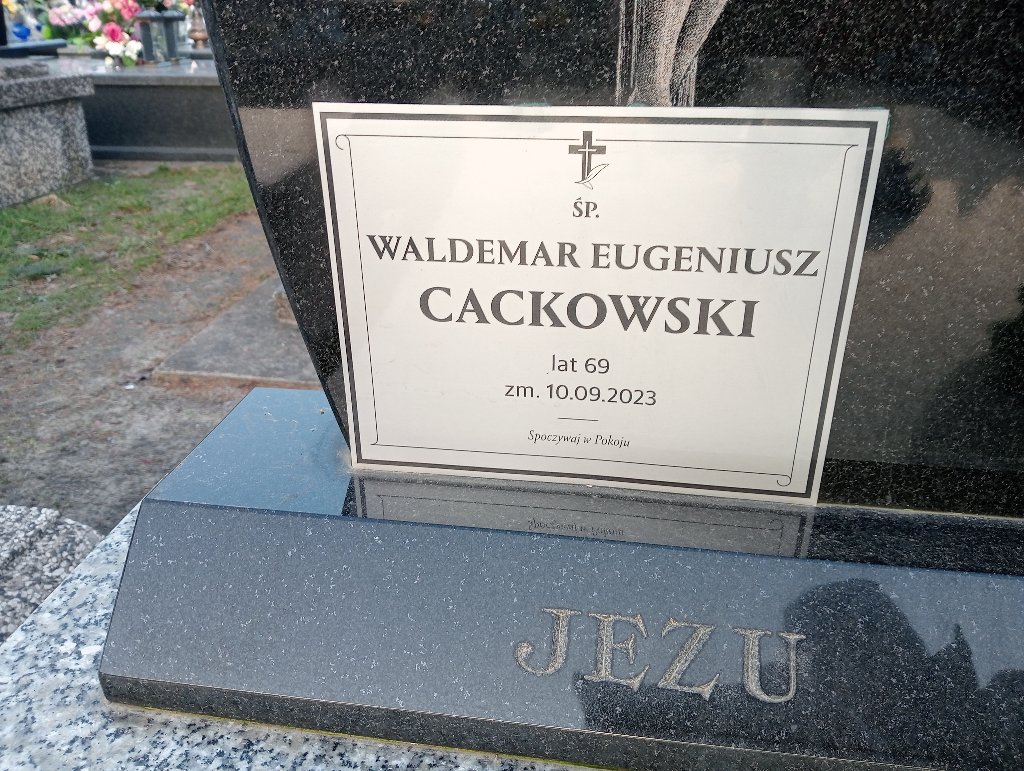 ŚP.
WALDEMAR EUGENIUSZ
CACKOWSKI
lat 69
zm. 10.09.2023
Spoczywaj w Pokoju
JEZU